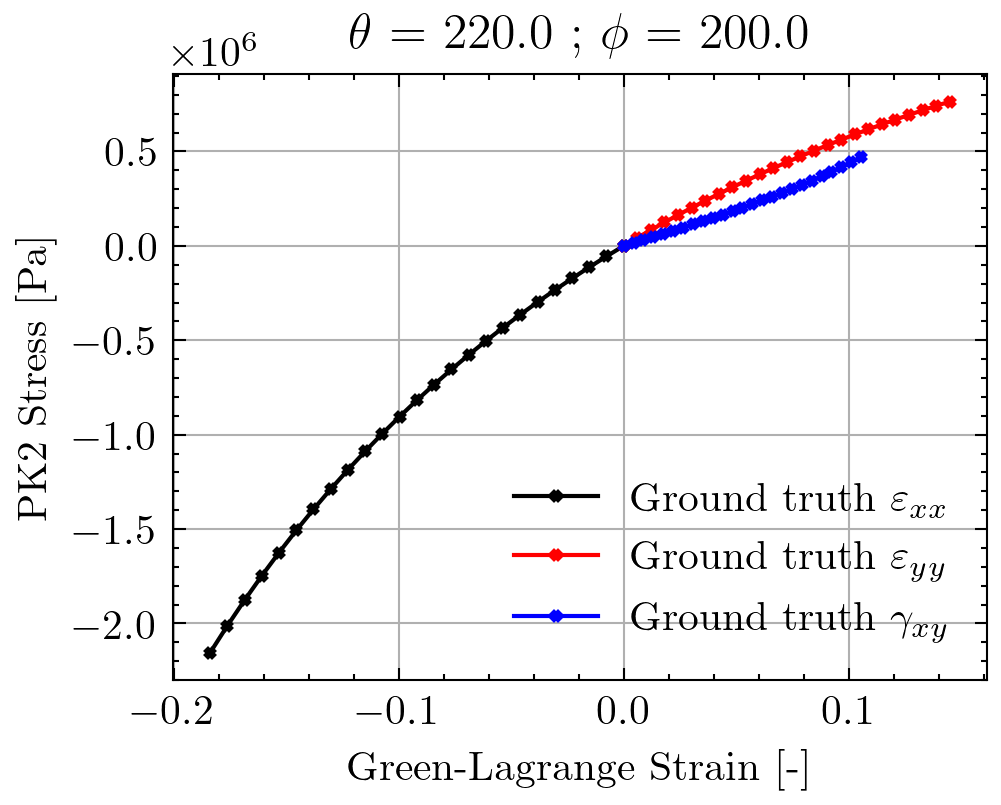 θ = 220.0 ; ϕ = 200.0
×10⁶
0.5
0.0
−0.5
−1.0
−1.5
−2.0
PK2 Stress [Pa]
Ground truth εₓₓ
Ground truth ε_yy
Ground truth γ_xy
−0.2 −0.1 0.0 0.1
Green-Lagrange Strain [-]